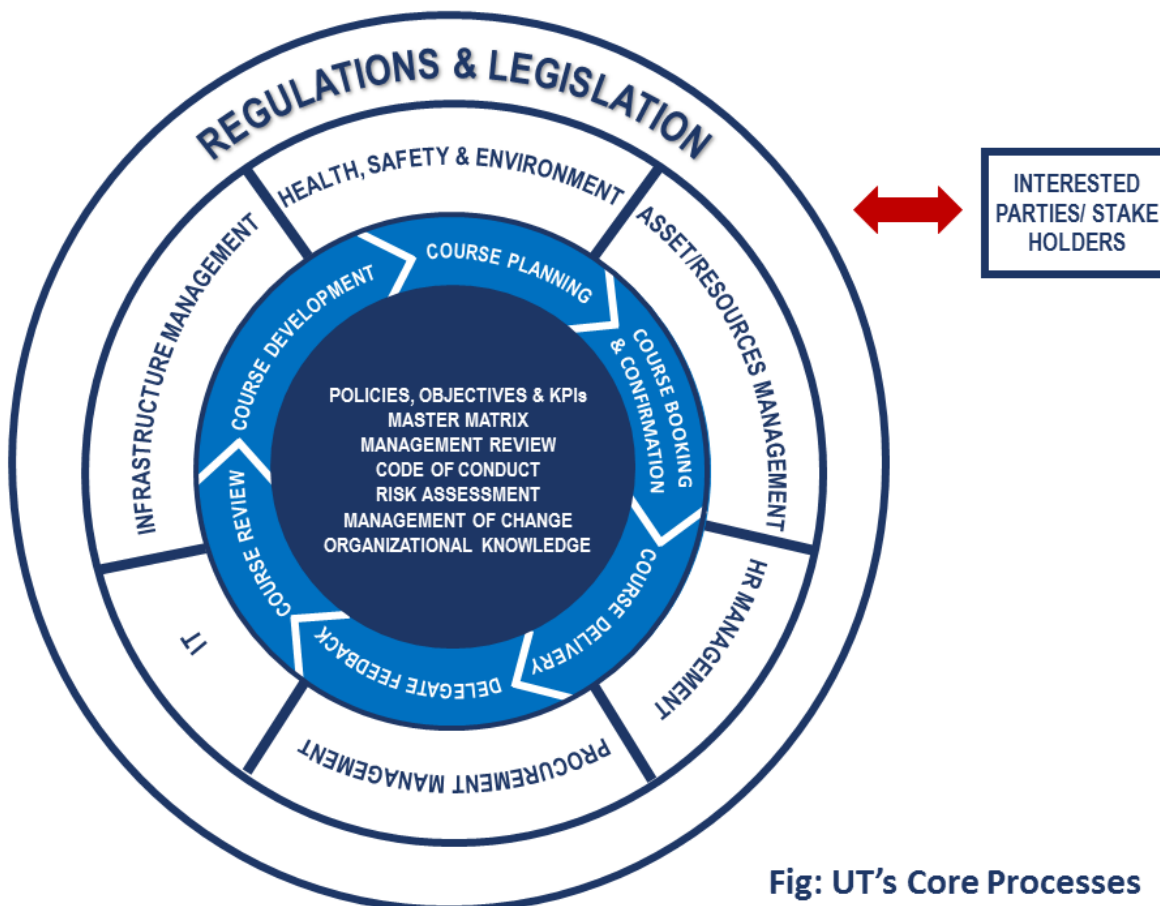 REGULATIONS & LEGISLATION
HEALTH, SAFETY & ENVIRONMENT
ASSET/RESOURCES MANAGEMENT
HR MANAGEMENT
PROCUREMENT MANAGEMENT
IT
INFRASTRUCTURE MANAGEMENT
COURSE PLANNING
COURSE BOOKING
& CONFIRMATION
COURSE DELIVERY
DELEGATE FEEDBACK
COURSE REVIEW
COURSE DEVELOPMENT
POLICIES, OBJECTIVES & KPIs
MASTER MATRIX
MANAGEMENT REVIEW
CODE OF CONDUCT
RISK ASSESSMENT
MANAGEMENT OF CHANGE
ORGANIZATIONAL KNOWLEDGE
INTERESTED
PARTIES/ STAKE
HOLDERS
Fig: UT's Core Processes